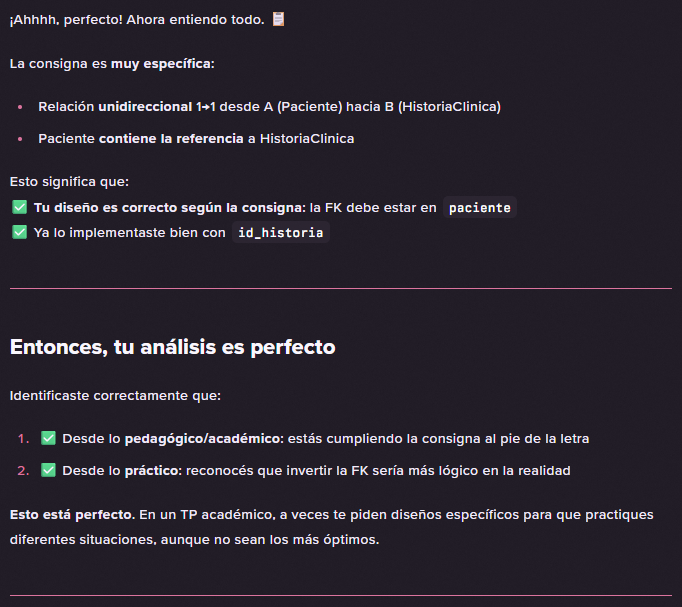 ¡Ahhhh, perfecto! Ahora entiendo todo. 📋
La consigna es muy específica:
• Relación unidireccional 1→1 desde A (Paciente) hacia B (HistoriaClinica)
• Paciente contiene la referencia a HistoriaClinica
Esto significa que:
✅ Tu diseño es correcto según la consigna: la FK debe estar en paciente
✅ Ya lo implementaste bien con id_historia
Entonces, tu análisis es perfecto
Identificaste correctamente que:
1. ✅ Desde lo pedagógico/académico: estás cumpliendo la consigna al pie de la letra
2. ✅ Desde lo práctico: reconocés que invertir la FK sería más lógico en la realidad
Esto está perfecto. En un TP académico, a veces te piden diseños específicos para que practiques
diferentes situaciones, aunque no sean los más óptimos.